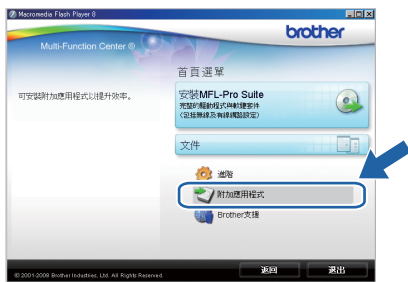 Macromedia Flash Player 8
brother
Multi-Function Center ®
首頁選單
可安裝附加應用程式以提升效率。
安裝MFL-Pro Suite
完整的驅動程式與軟體套件
（包括無線及有線網路設定）
文件
進階
附加應用程式
Brother支援
© 2001-2008 Brother Industries, Ltd. All Rights Reserved.
返回
退出